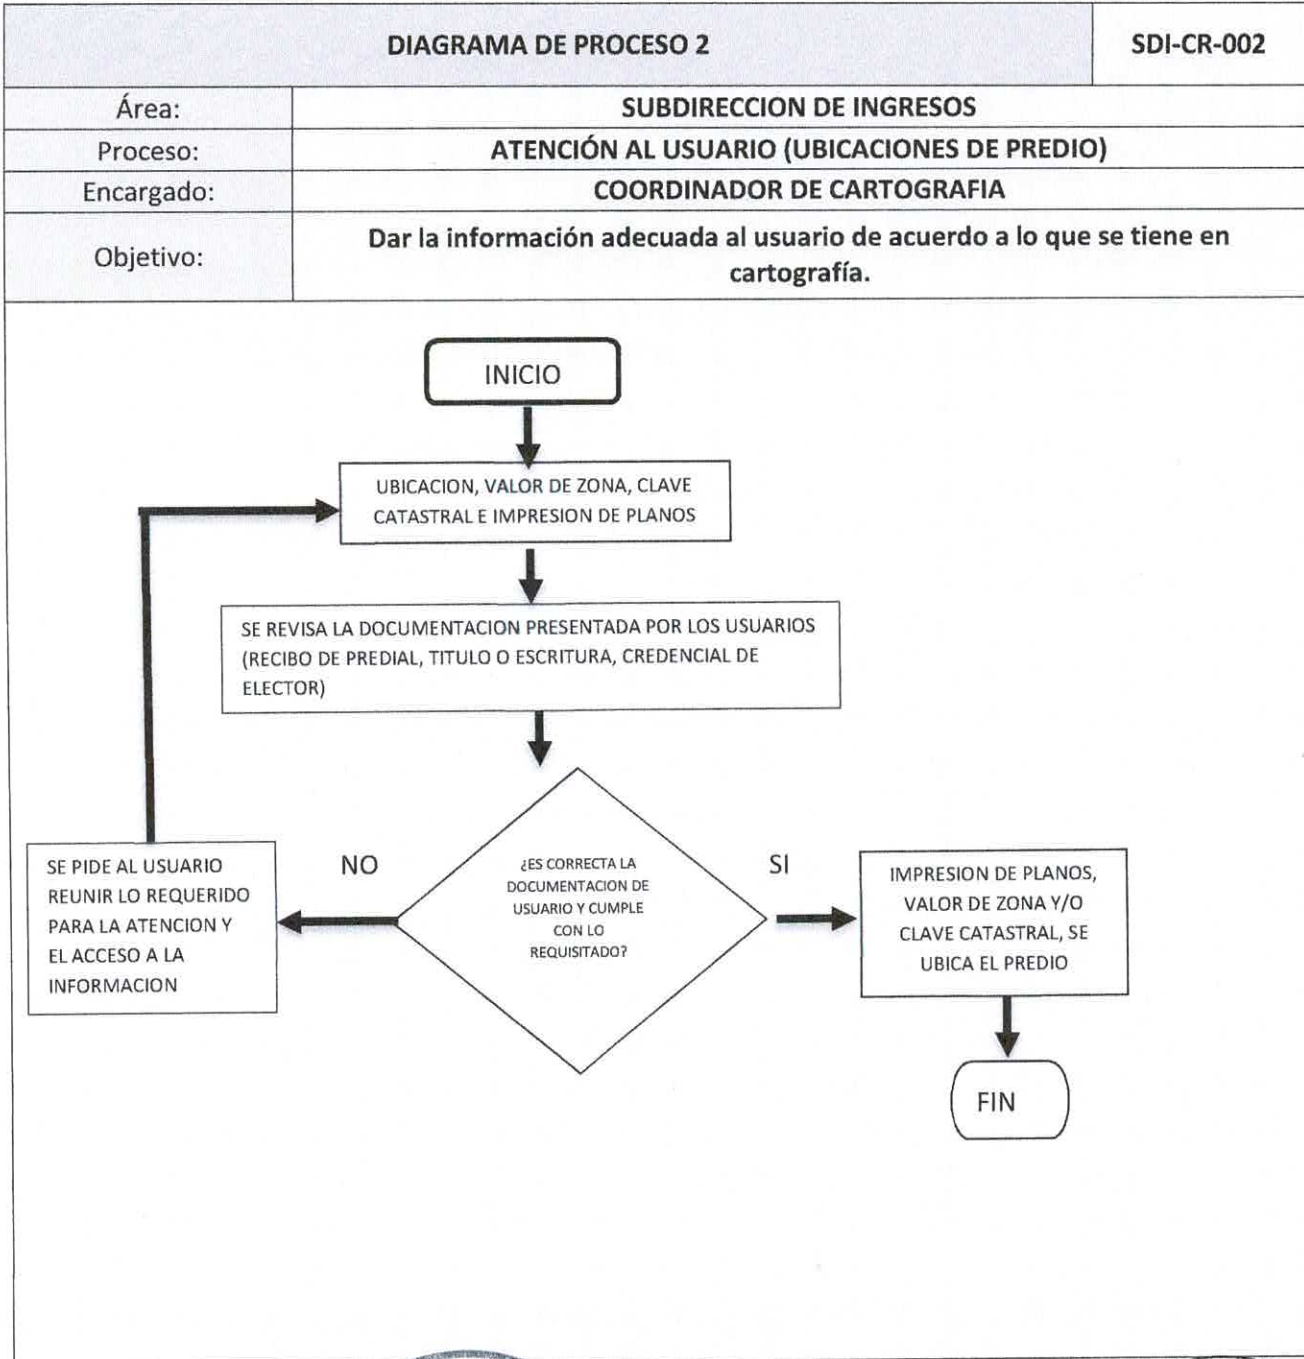 DIAGRAMA DE PROCESO 2
SDI-CR-002
Área:
SUBDIRECCION DE INGRESOS
Proceso:
ATENCIÓN AL USUARIO (UBICACIONES DE PREDIO)
Encargado:
COORDINADOR DE CARTOGRAFIA
Objetivo:
Dar la información adecuada al usuario de acuerdo a lo que se tiene en
cartografía.
INICIO
UBICACION, VALOR DE ZONA, CLAVE
CATASTRAL E IMPRESION DE PLANOS
SE REVISA LA DOCUMENTACION PRESENTADA POR LOS USUARIOS
(RECIBO DE PREDIAL, TITULO O ESCRITURA, CREDENCIAL DE
ELECTOR)
¿ES CORRECTA LA
DOCUMENTACION DE
USUARIO Y CUMPLE
CON LO
REQUISITADO?
NO
SE PIDE AL USUARIO
REUNIR LO REQUERIDO
PARA LA ATENCION Y
EL ACCESO A LA
INFORMACION
SI
IMPRESION DE PLANOS,
VALOR DE ZONA Y/O
CLAVE CATASTRAL, SE
UBICA EL PREDIO
FIN